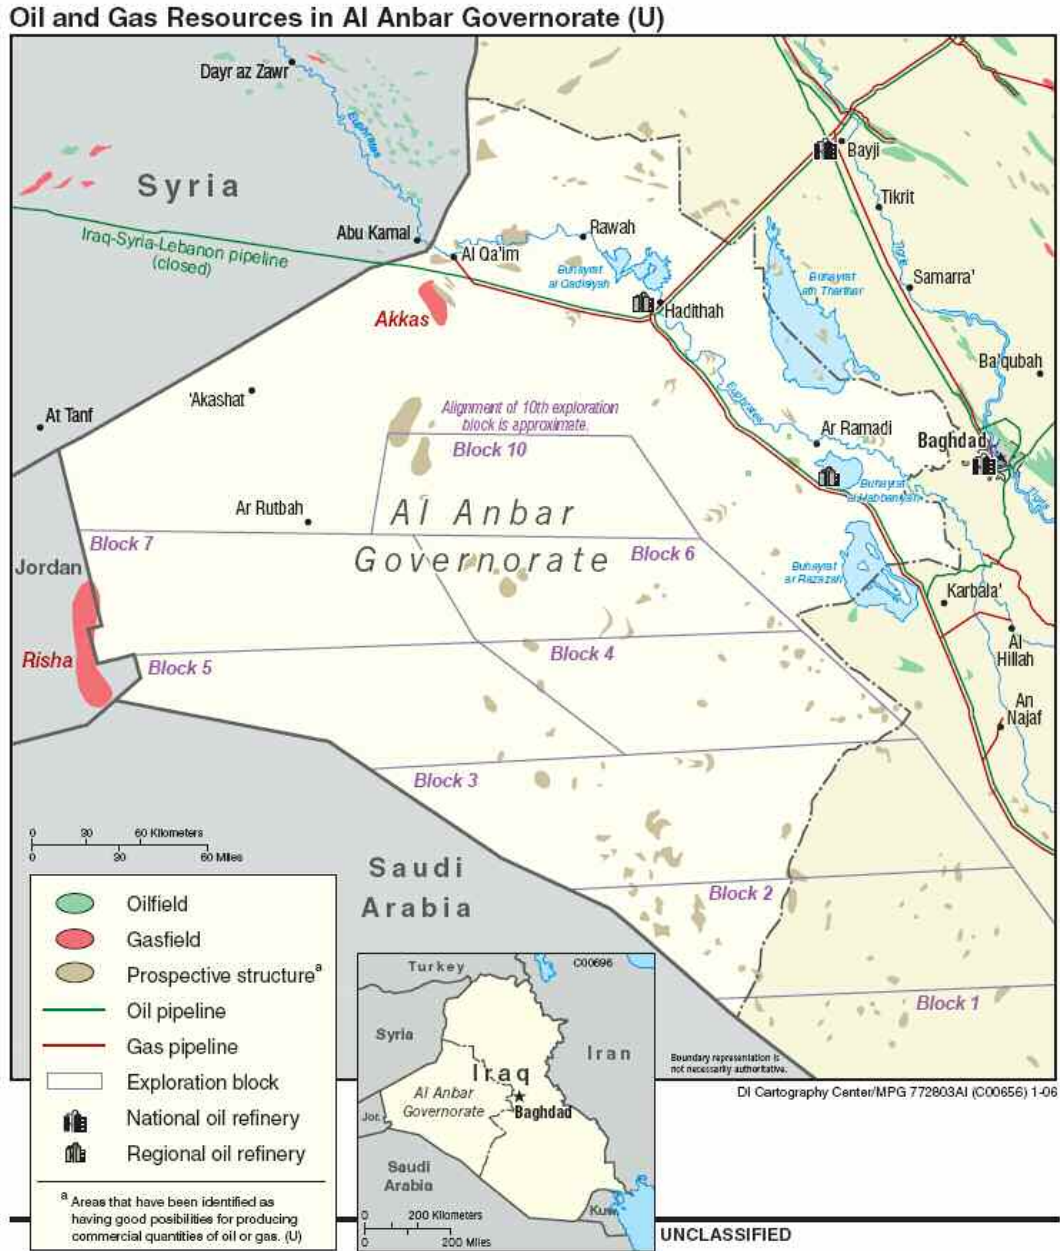 Oil and Gas Resources in Al Anbar Governorate (U)
Dayr az Zawr
Euphrates
Syria
Bayji
Tikrit
Iraq-Syria-Lebanon pipeline
(closed)
Abu Kamal
Rawah
Al Qa'im
Buhayrat
al Qadisiyah
Tigris
Buhayrat
ath Tharthar
Samarra'
Akkas
Hadithah
Ba'qubah
'Akashat
At Tanf
Alignment of 10th exploration
block is approximate.
Euphrates
Ar Ramadi
Baghdad
Block 10
Buhayrat
al Habbaniyah
Tigris
Ar Rutbah
Al Anbar
Governorate
Block 7
Block 6
Jordan
Buhayrat
ar Razazah
Karbala'
Risha
Block 5
Block 4
Al
Hillah
An
Najaf
Block 3
0 30 60 Kilometers
0 30 60 Miles
Saudi
Arabia
Block 2
Block 1
Oilfield
Gasfield
Prospective structureª
Oil pipeline
Gas pipeline
Exploration block
National oil refinery
Regional oil refinery
ª Areas that have been identified as
having good posibilities for producing
commercial quantities of oil or gas. (U)
Turkey
C00696
Syria
Iran
Iraq
Al Anbar
Governorate
Baghdad
Jor.
Saudi
Arabia
Kuw.
0 200 Kilometers
0 200 Miles
Boundary representation is
not necessarily authoritative.
DI Cartography Center/MPG 772803AI (C00656) 1-06
UNCLASSIFIED